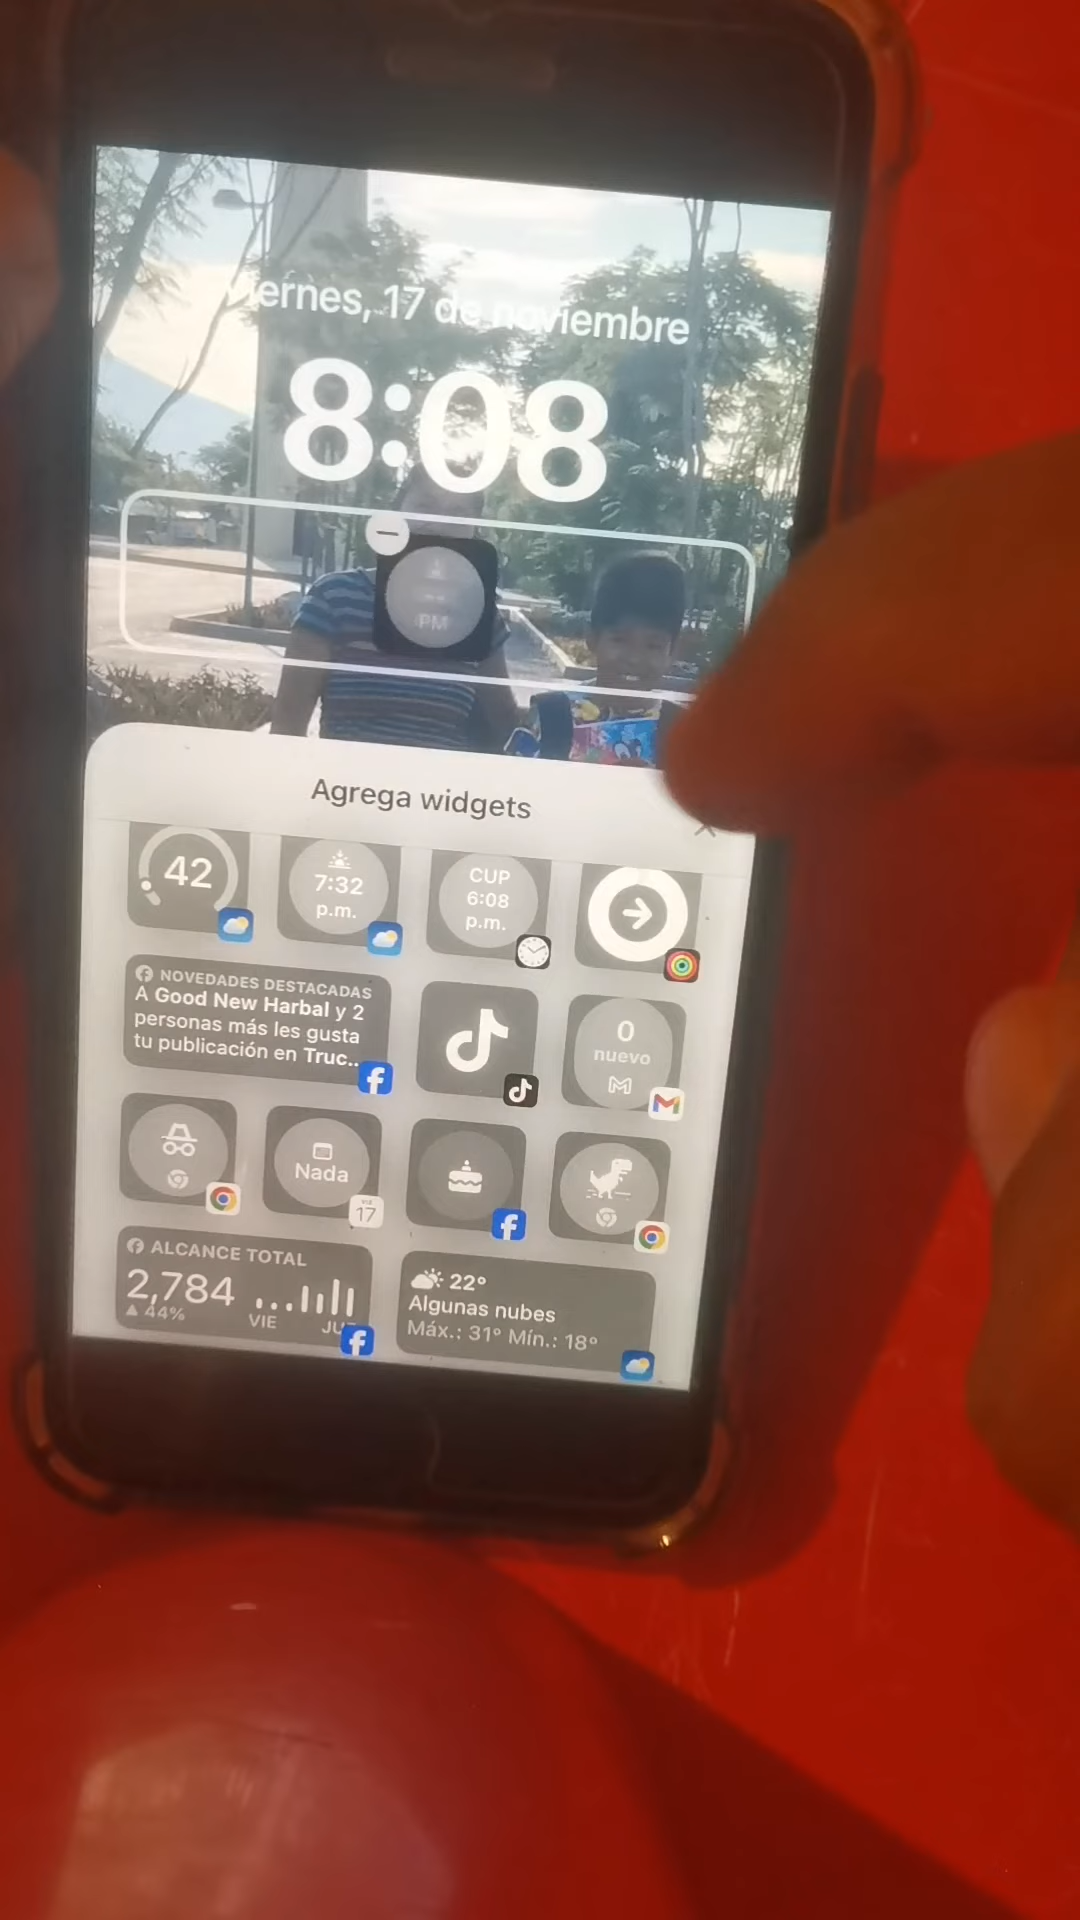 Viernes, 17 de noviembre
8:08
PM
Agrega widgets
42
7:32
p.m.
CUP
6:08
p.m.
NOVEDADES DESTACADAS
A Good New Harbal y 2
personas más les gusta
tu publicación en Truc...
0
nuevo
Nada
17
ALCANCE TOTAL
2,784
▲ 44%
VIE
22°
Algunas nubes
Máx.: 31° Mín.: 18°